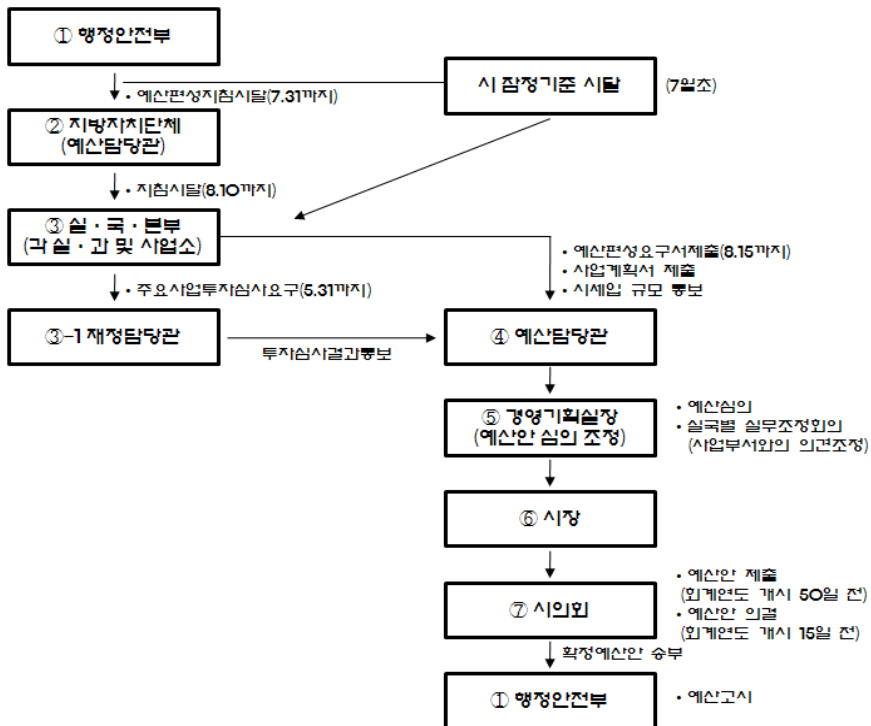 ① 행정안전부
• 예산편성지침시달(7.31까지)
시 잠정기준 시달
(7월초)
② 지방자치단체
(예산담당관)
• 지침시달(8.10까지)
③ 실·국·본부
(각 실·과 및 사업소)
• 예산편성요구서제출(8.15까지)
• 사업계획서 제출
• 시세입 규모 통보
• 주요사업투자심사요구(5.31까지)
③-1 재정담당관
투자심사결과통보
④ 예산담당관
⑤ 경영기획실장
(예산안 심의 조정)
• 예산심의
• 실국별 실무조정회의
(사업부서와의 의견조정)
⑥ 시장
⑦ 시의회
• 예산안 제출
(회계연도 개시 50일 전)
• 예산안 의결
(회계연도 개시 15일 전)
확정예산안 송부
① 행정안전부
• 예산고시